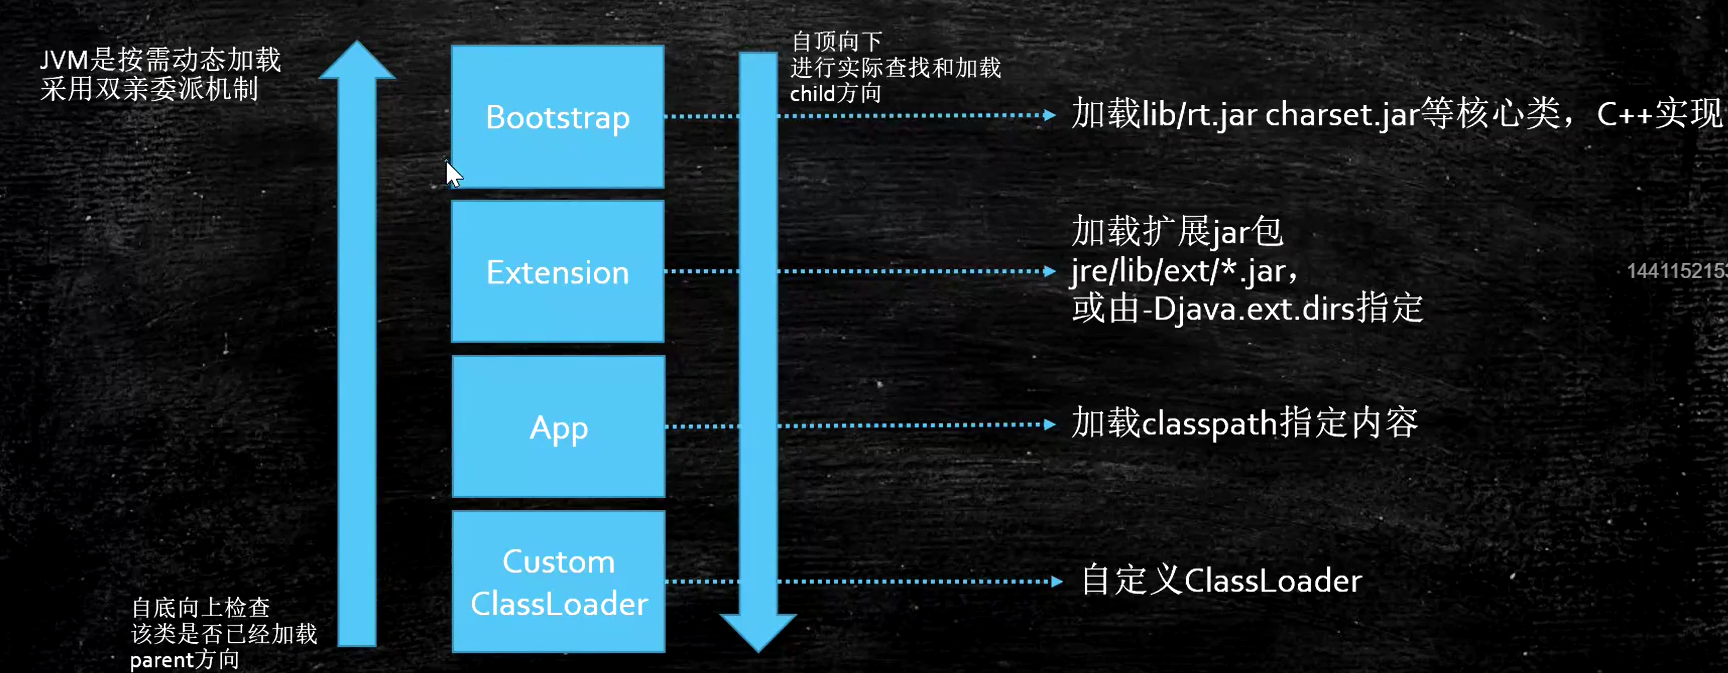 JVM是按需动态加载
采用双亲委派机制
自顶向下
进行实际查找和加载
child方向
Bootstrap
加载lib/rt.jar charset.jar等核心类，C++实现
Extension
加载扩展jar包
jre/lib/ext/*.jar，
或由-Djava.ext.dirs指定
1441152153
App
加载classpath指定内容
Custom
ClassLoader
自定义ClassLoader
自底向上检查
该类是否已经加载
parent方向